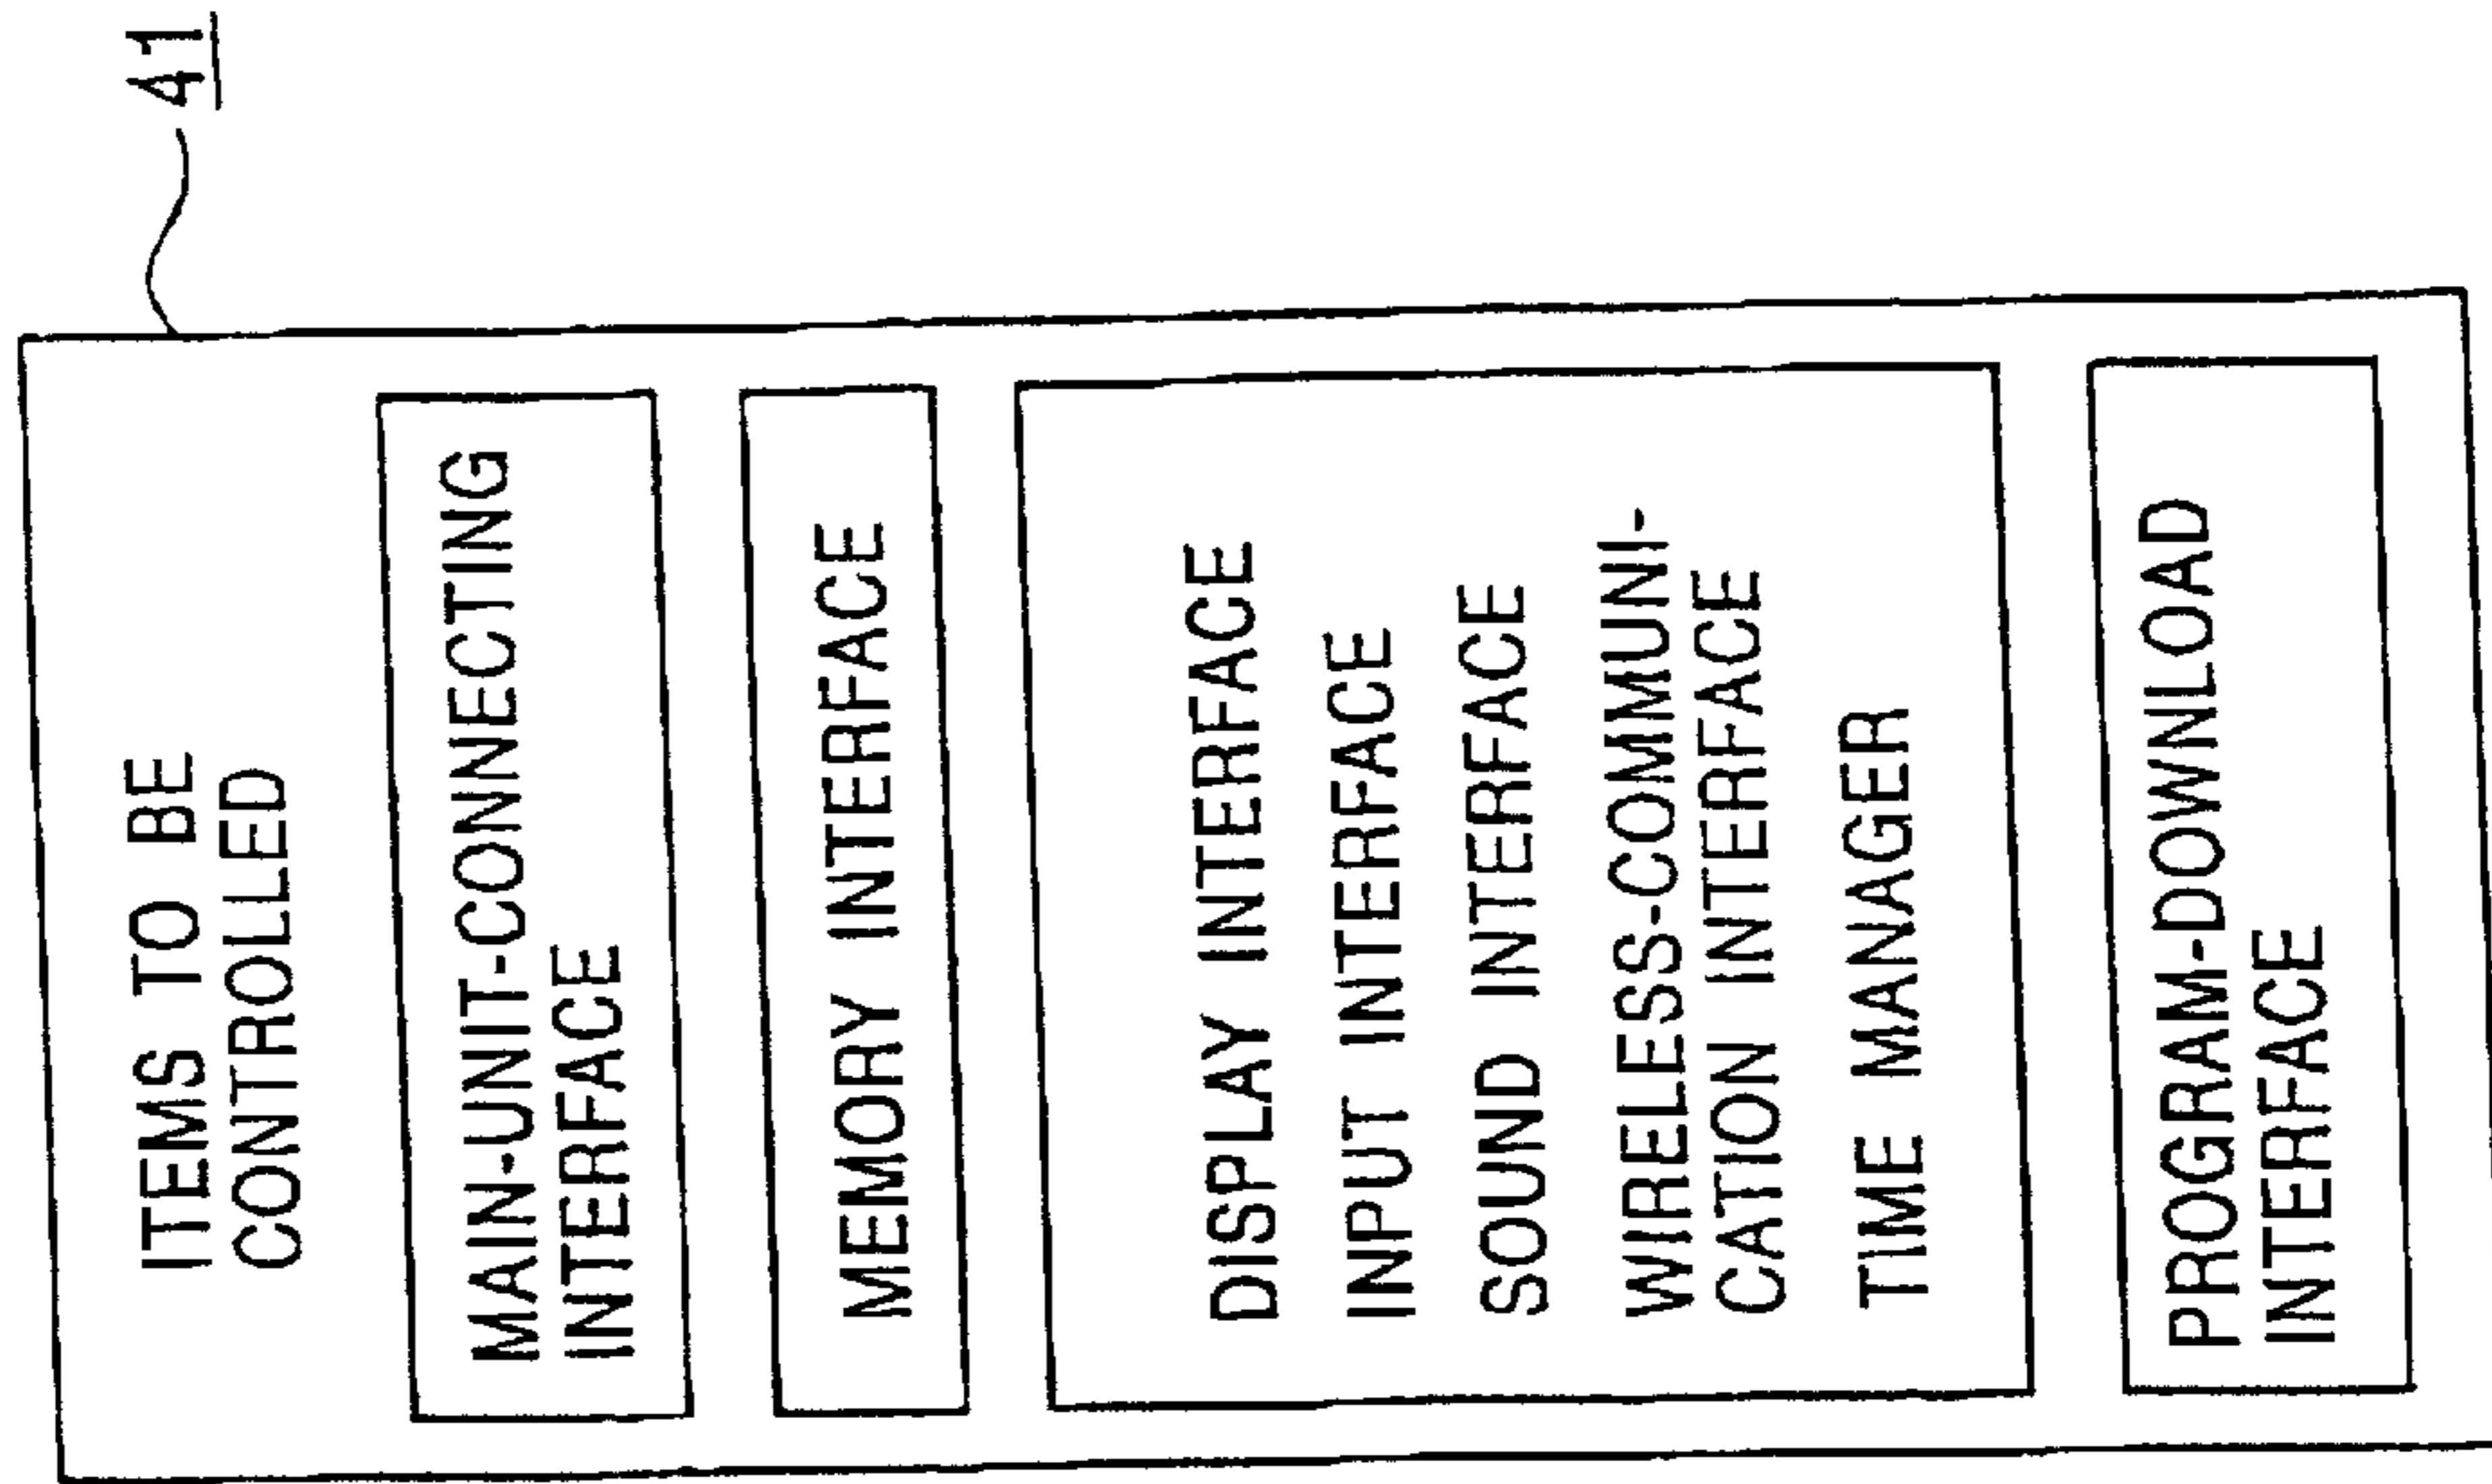 41
ITEMS TO BE
CONTROLLED
MAIN-UNIT-CONNECTING
INTERFACE
MEMORY INTERFACE
DISPLAY INTERFACE
INPUT INTERFACE
SOUND INTERFACE
WIRELESS-COMMUNI-
CATION INTERFACE
TIME MANAGER
PROGRAM-DOWNLOAD
INTERFACE